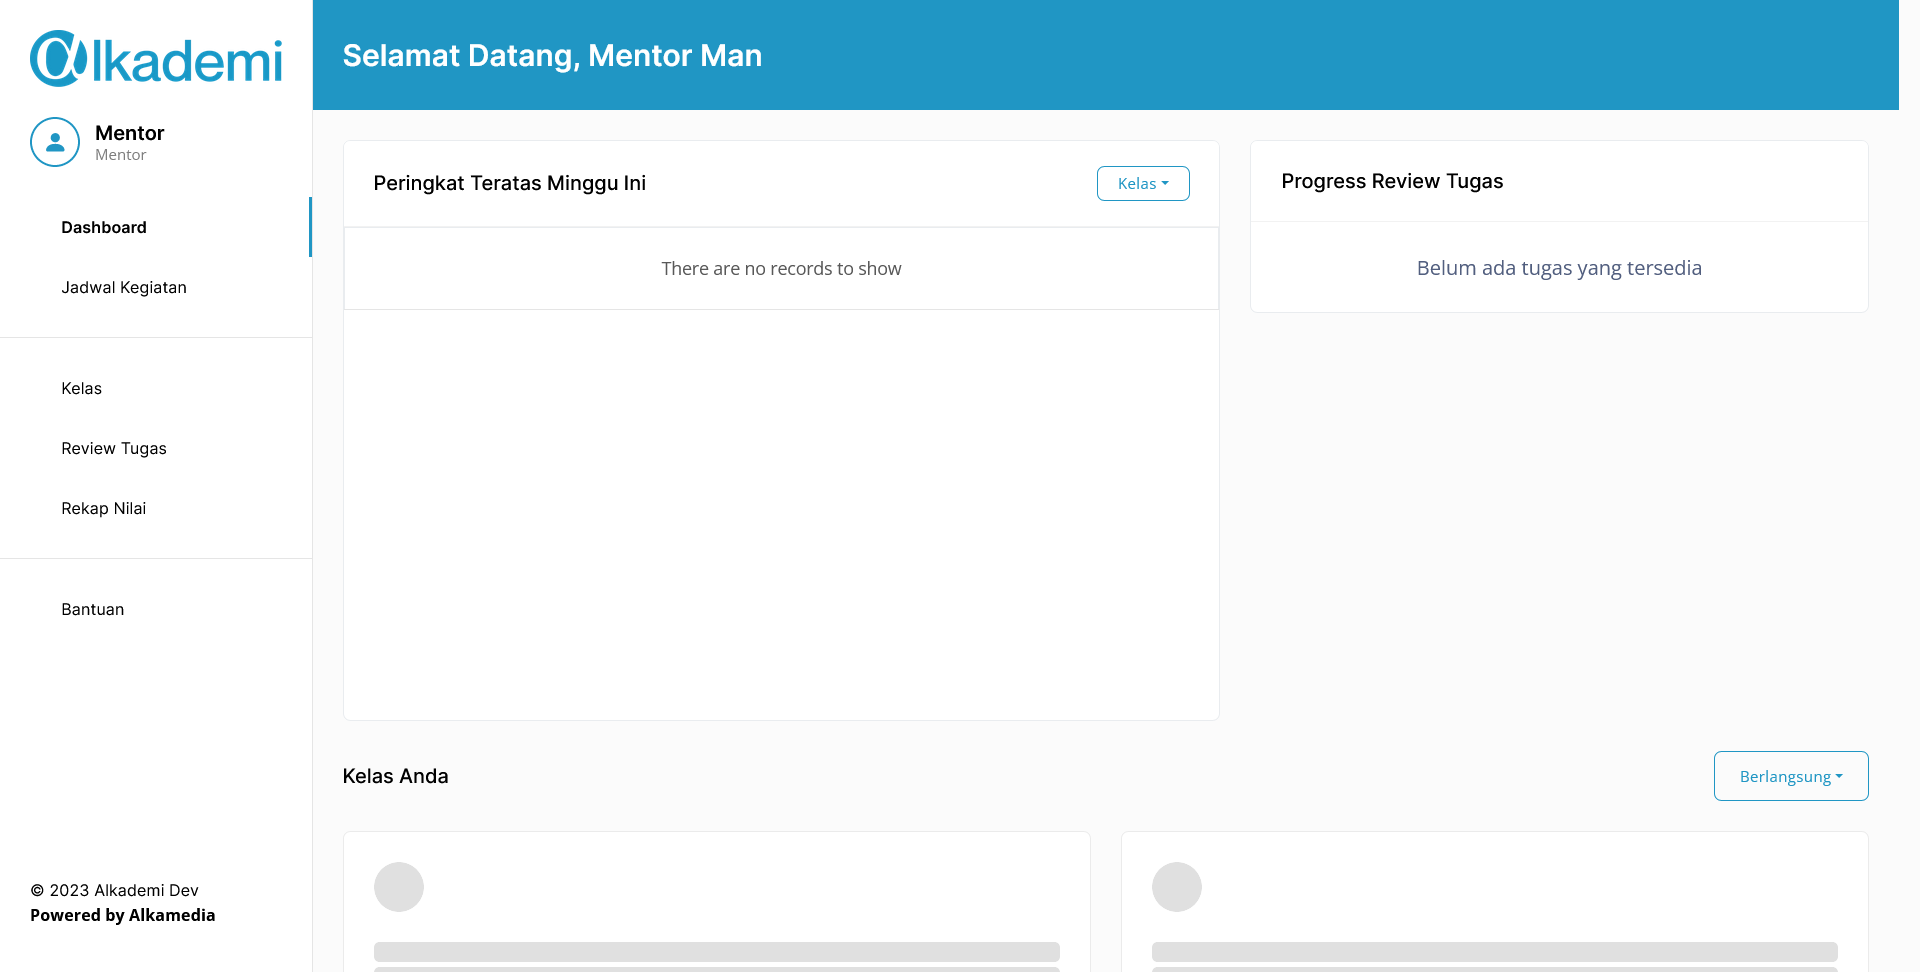 Alkademi
Mentor
Mentor
Dashboard
Jadwal Kegiatan
Kelas
Review Tugas
Rekap Nilai
Bantuan
© 2023 Alkademi Dev
Powered by Alkamedia
Selamat Datang, Mentor Man
Peringkat Teratas Minggu Ini
Kelas
There are no records to show
Progress Review Tugas
Belum ada tugas yang tersedia
Kelas Anda
Berlangsung